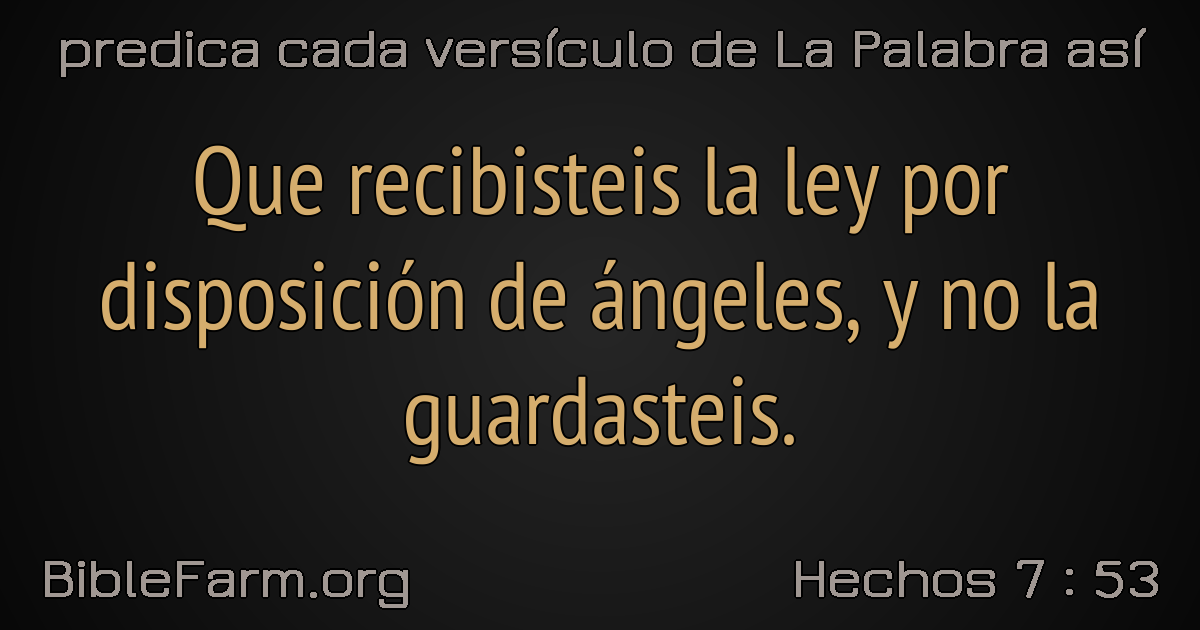 predica cada versículo de La Palabra así
Que recibisteis la ley por
disposición de ángeles, y no la
guardasteis.
BibleFarm.org
Hechos 7 : 53